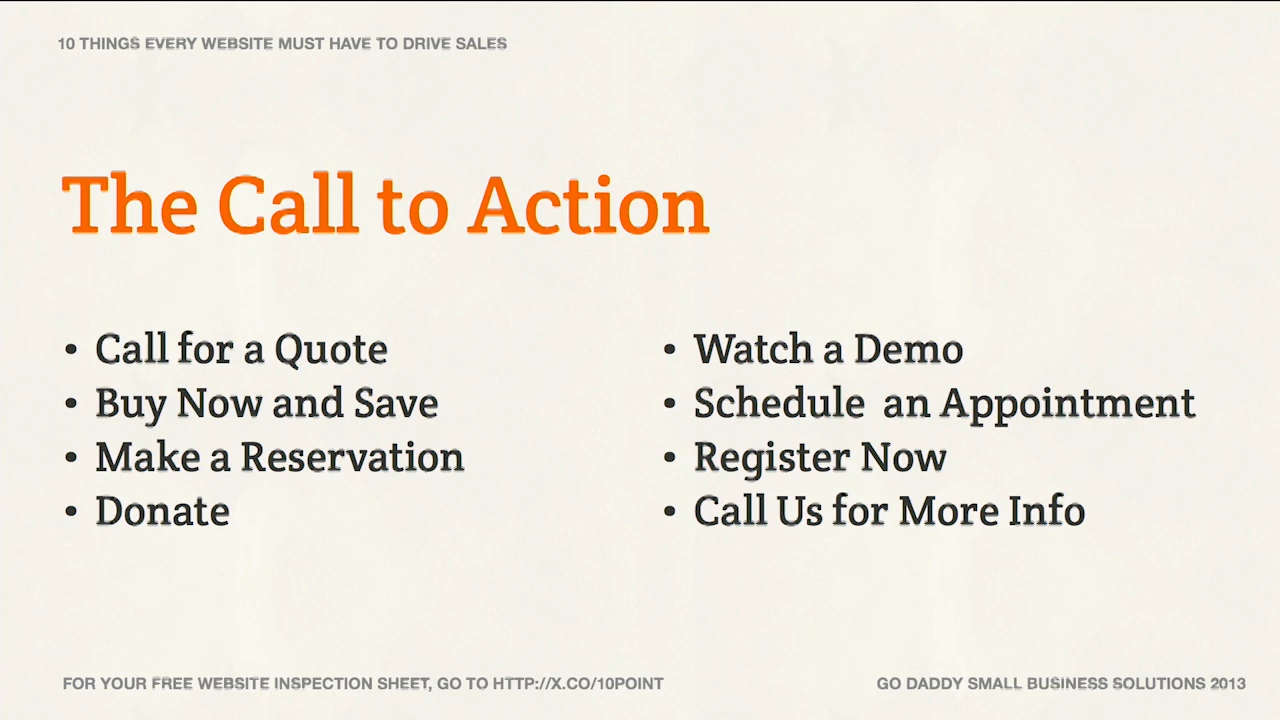 10 THINGS EVERY WEBSITE MUST HAVE TO DRIVE SALES
The Call to Action
• Call for a Quote
• Buy Now and Save
• Make a Reservation
• Donate
• Watch a Demo
• Schedule an Appointment
• Register Now
• Call Us for More Info
FOR YOUR FREE WEBSITE INSPECTION SHEET, GO TO HTTP://X.CO/10POINT
GO DADDY SMALL BUSINESS SOLUTIONS 2013